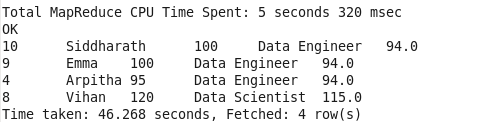 Total MapReduce CPU Time Spent: 5 seconds 320 msec
OK
10	Siddharath	100	Data Engineer	94.0
9	Emma	100	Data Engineer	94.0
4	Arpitha	95	Data Engineer	94.0
8	Vihan	120	Data Scientist	115.0
Time taken: 46.268 seconds, Fetched: 4 row(s)